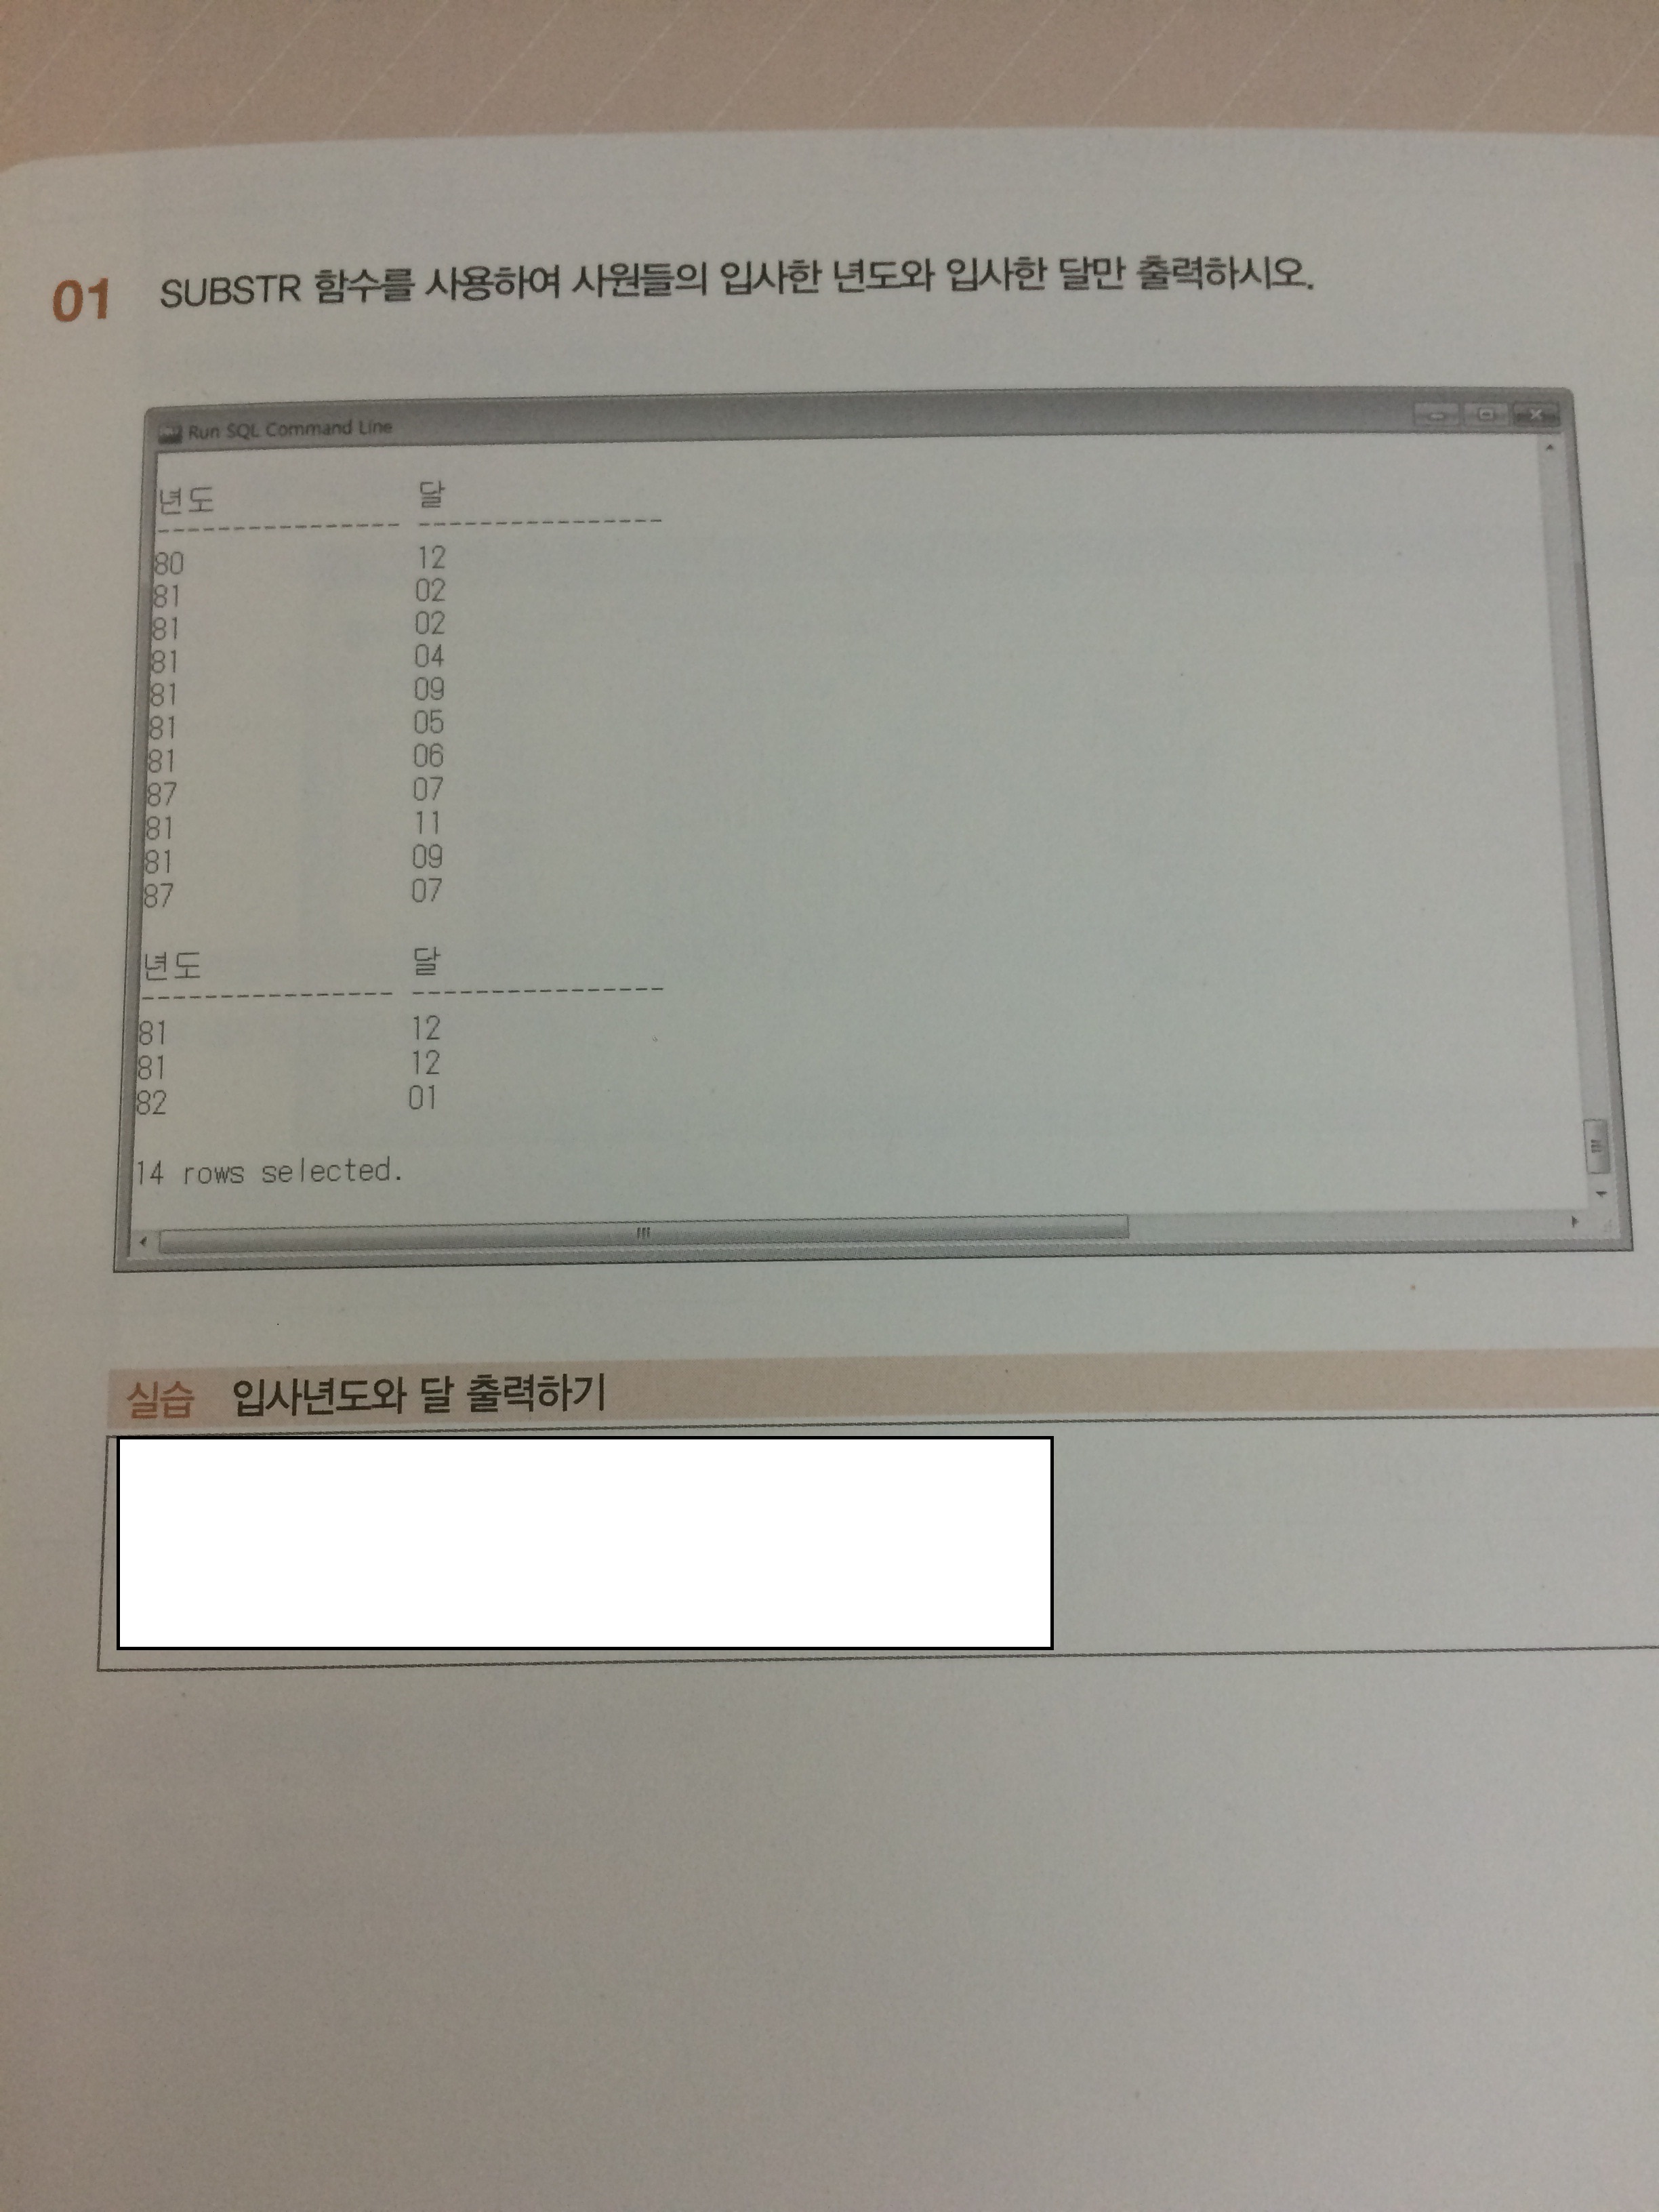 01 SUBSTR 함수를 사용하여 사원들의 입사한 년도와 입사한 달만 출력하시오.
Run SQL Command Line
년도 달
---------------- ----------------
80 12
81 02
81 02
81 04
81 09
81 05
81 06
87 07
81 11
81 09
87 07
년도 달
---------------- ----------------
81 12
81 12
82 01
14 rows selected.
실습 입사년도와 달 출력하기